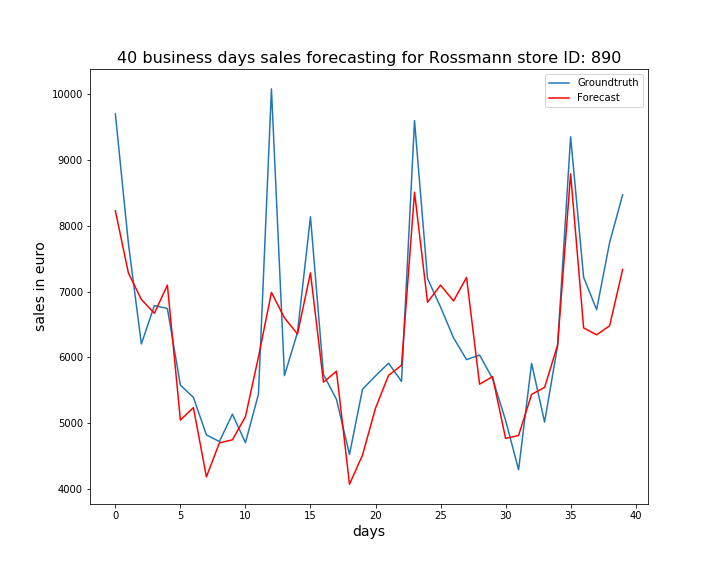 40 business days sales forecasting for Rossmann store ID: 890
Groundtruth
Forecast
sales in euro
10000
9000
8000
7000
6000
5000
4000
0 5 10 15 20 25 30 35 40
days